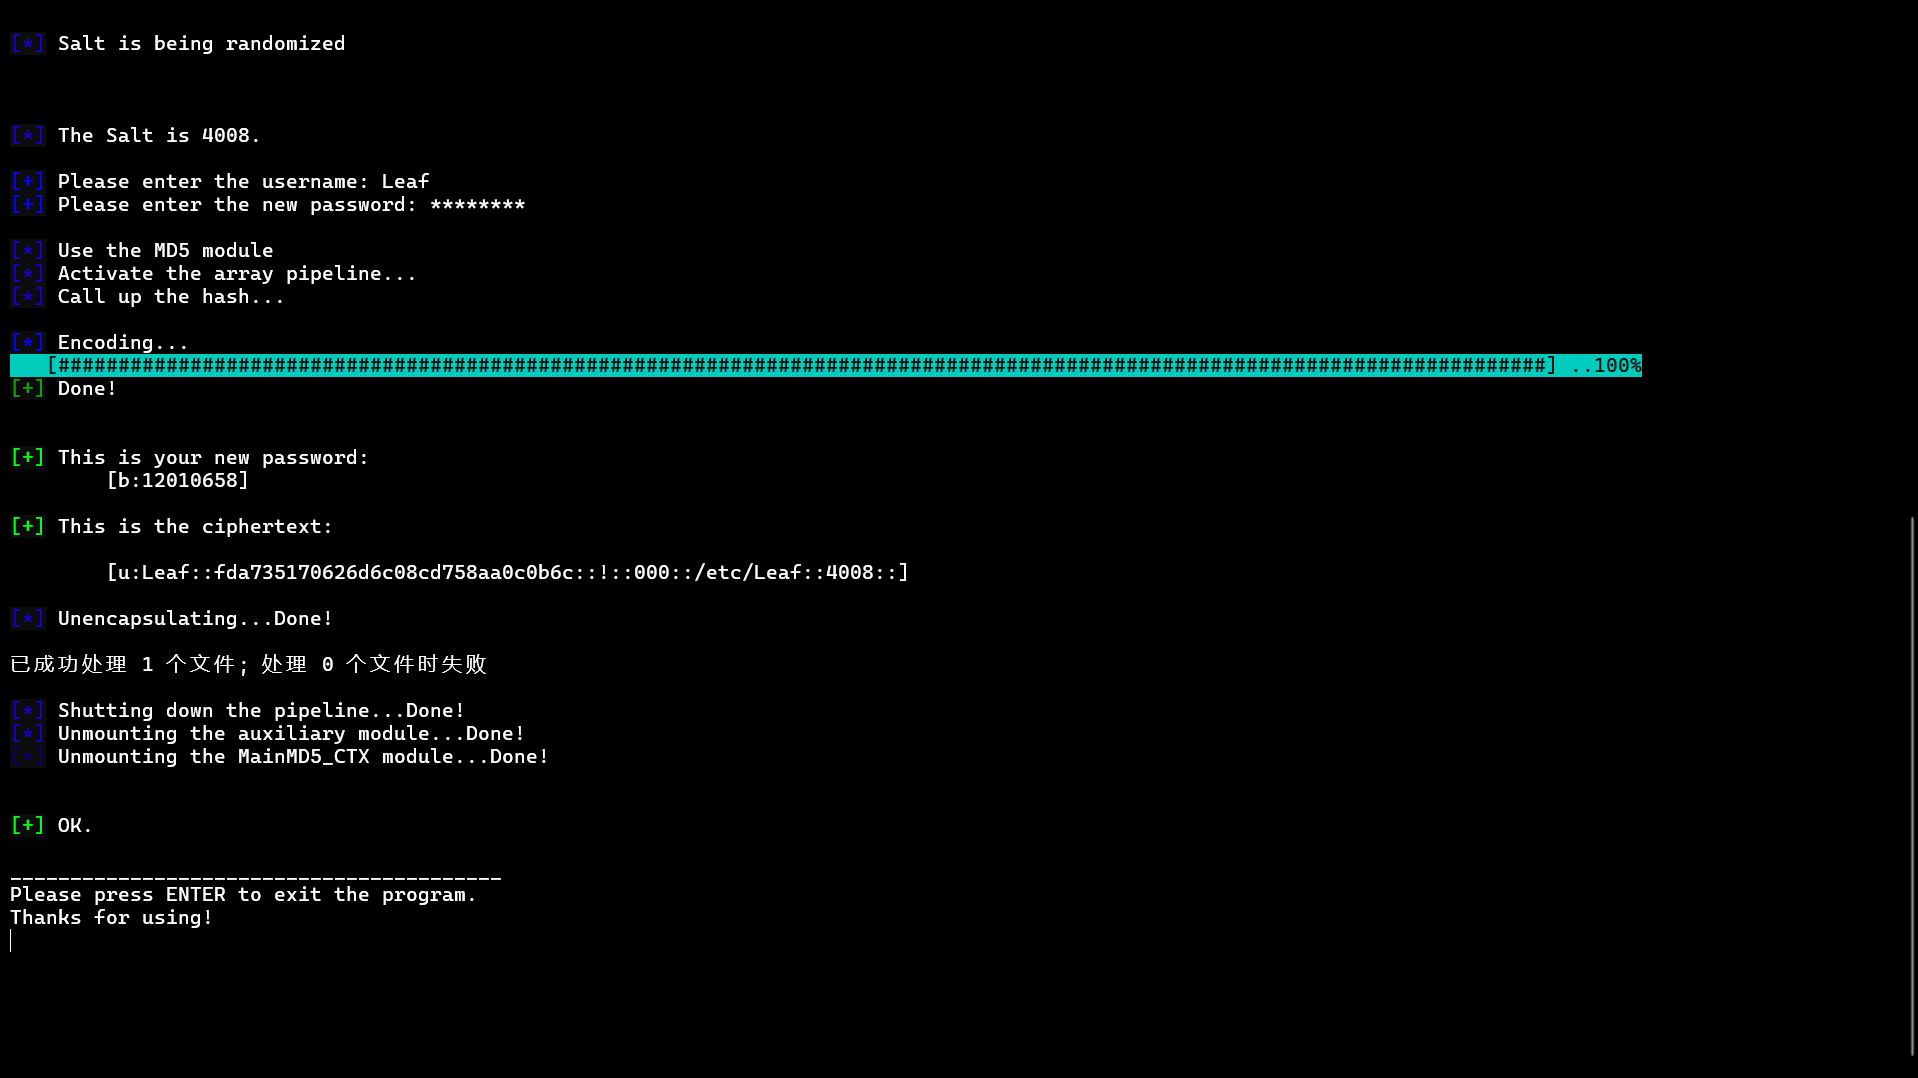 [*] Salt is being randomized
[*] The Salt is 4008.
[+] Please enter the username: Leaf
[+] Please enter the new password: ********
[*] Use the MD5 module
[*] Activate the array pipeline...
[*] Call up the hash...
[*] Encoding...
[############################################################################################################################] ..100%
[+] Done!
[+] This is your new password:
[b:12010658]
[+] This is the ciphertext:
[u:Leaf::fda735170626d6c08cd758aa0c0b6c::!::000::/etc/Leaf::4008::]
[*] Unencapsulating...Done!
已成功处理 1 个文件; 处理 0 个文件时失败
[*] Shutting down the pipeline...Done!
[*] Unmounting the auxiliary module...Done!
[*] Unmounting the MainMD5_CTX module...Done!
[+] OK.
_________________________________________
Please press ENTER to exit the program.
Thanks for using!